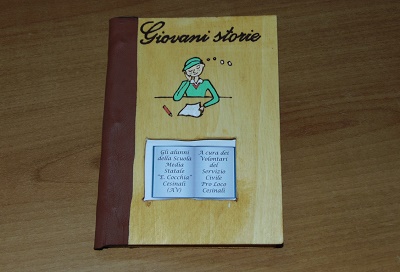 Giovani storie
Gli alunni
della Scuola
Media
Statale
"E. Cocchia"
Cesinali
(AV)
A cura dei
Volontari
del
Servizio
Civile
Pro Loco
Cesinali